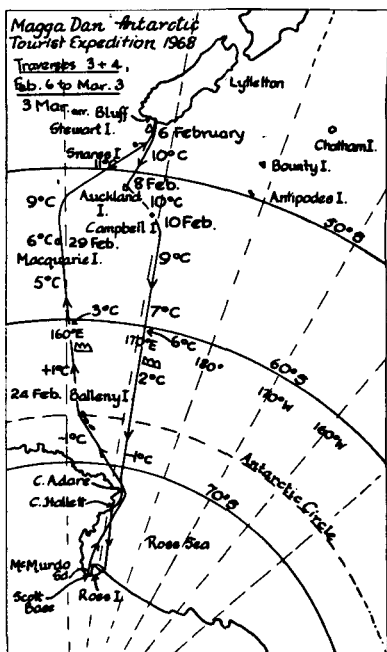 Magga Dan Antarctic
Tourist Expedition 1968
Traverses 3+4,
Feb. 6 to Mar. 3
3 Mar. arr. Bluff
Stewart I.
Lyttelton
6 February
Snares I.
10°C
11°C
Chatham I.
Bounty I.
8 Feb.
9°C
Auckland
I.
10°C
Antipodes I.
Campbell I
10 Feb.
50°S
6°C
29 Feb.
Macquarie I.
9°C
5°C
3°C
7°C
160°E
170°E
6°C
180°
60°S
+1°C
2°C
170°W
160°W
24 Feb.
Balleny I
-1°C
-1°C
Antarctic Circle
C. Adare
70°S
C. Hallett
Ross Sea
McMurdo
Sd.
Scott
Base
Ross I.